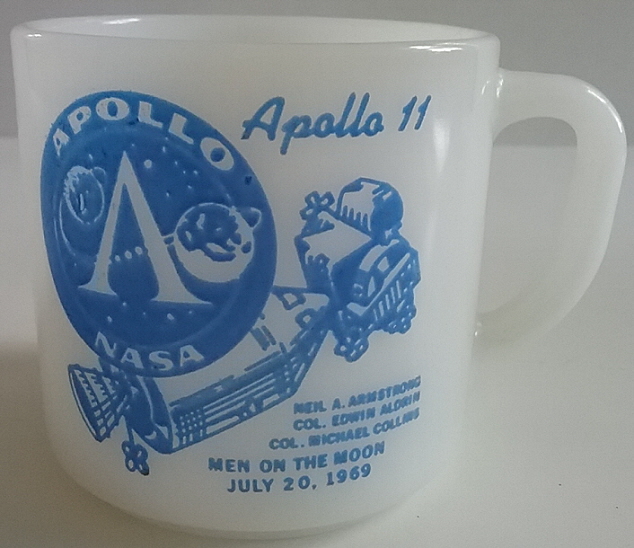 APOLLO
NASA
Apollo 11
NEIL A. ARMSTRONG
COL. EDWIN ALDRIN
COL. MICHAEL COLLINS
MEN ON THE MOON
JULY 20, 1969